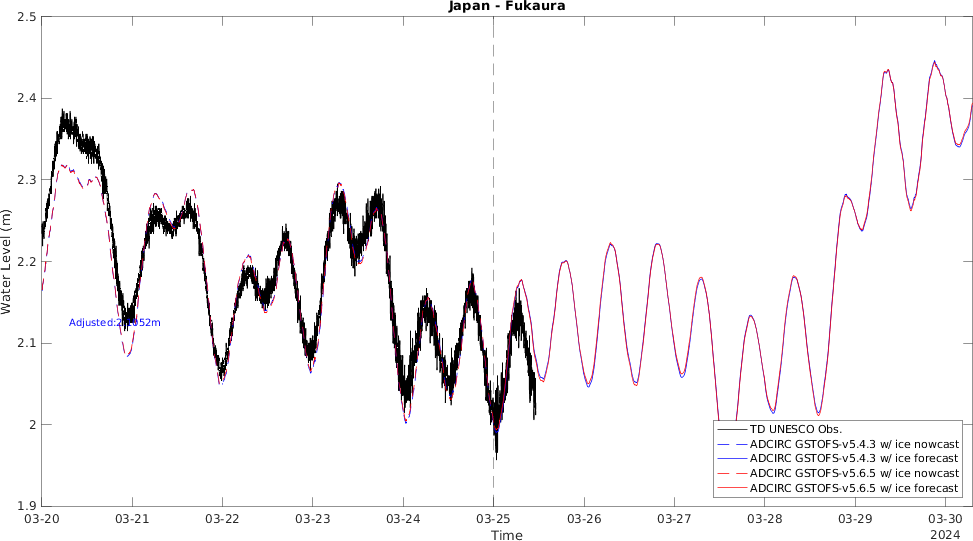 Japan - Fukaura
2.5
2.4
2.3
2.2
2.1
2
1.9
Water Level (m)
03-20
03-21
03-22
03-23
03-24
03-25
03-26
03-27
03-28
03-29
03-30
Time
2024
TD UNESCO Obs.
ADCIRC GSTOFS-v5.4.3 w/ ice nowcast
ADCIRC GSTOFS-v5.4.3 w/ ice forecast
ADCIRC GSTOFS-v5.6.5 w/ ice nowcast
ADCIRC GSTOFS-v5.6.5 w/ ice forecast